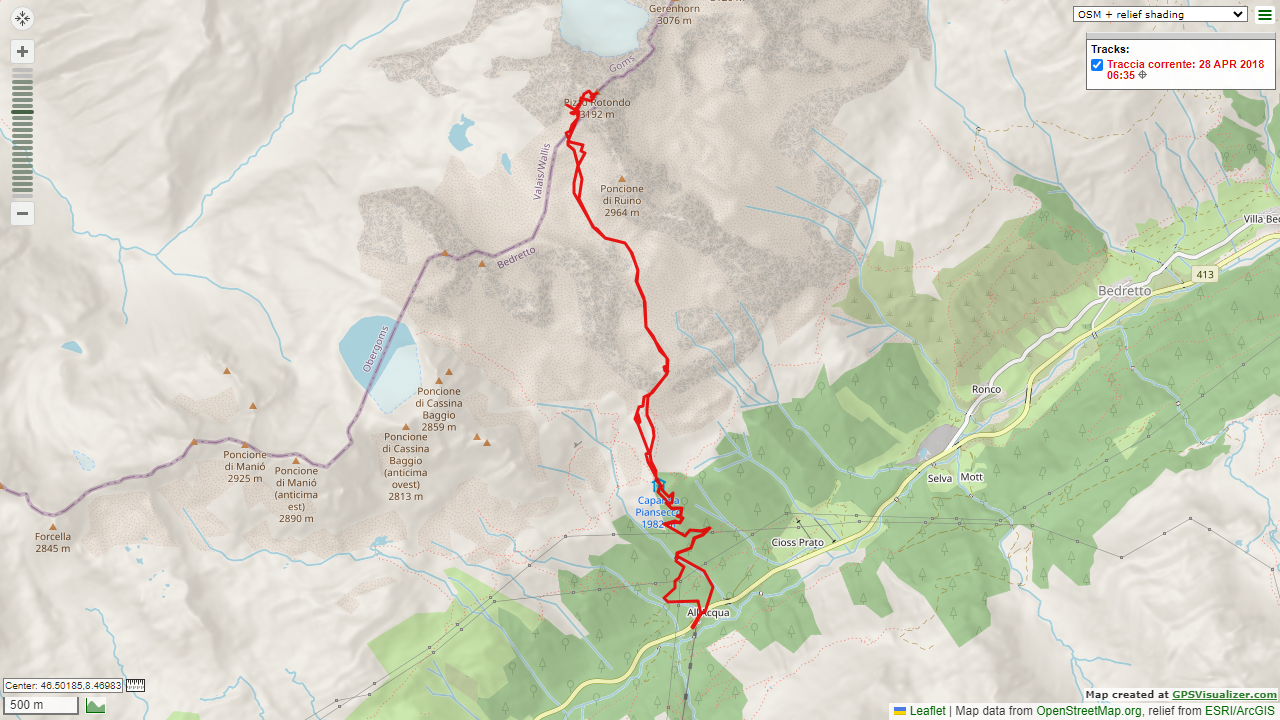 Gerenhorn
3076 m
OSM + relief shading
Tracks:
Traccia corrente: 28 APR 2018
06:35
Goms
Pizzo Rotondo
3192 m
Valais/Wallis
Poncione
di Ruino
2964 m
Bedretto
Obergoms
Villa Bed
413
Bedretto
Ronco
Poncione
di Cassina
Baggio
2859 m
Poncione
di Cassina
Baggio
(anticima
ovest)
2813 m
Poncione
di Manió
2925 m
Poncione
di Manió
(anticima
est)
2890 m
Forcella
2845 m
Selva
Mott
Capanna
Piansecco
1982
Cioss Prato
All'Acqua
Center: 46.50185,8.46983
500 m
Map created at GPSVisualizer.com
Leaflet | Map data from OpenStreetMap.org, relief from ESRI/ArcGIS